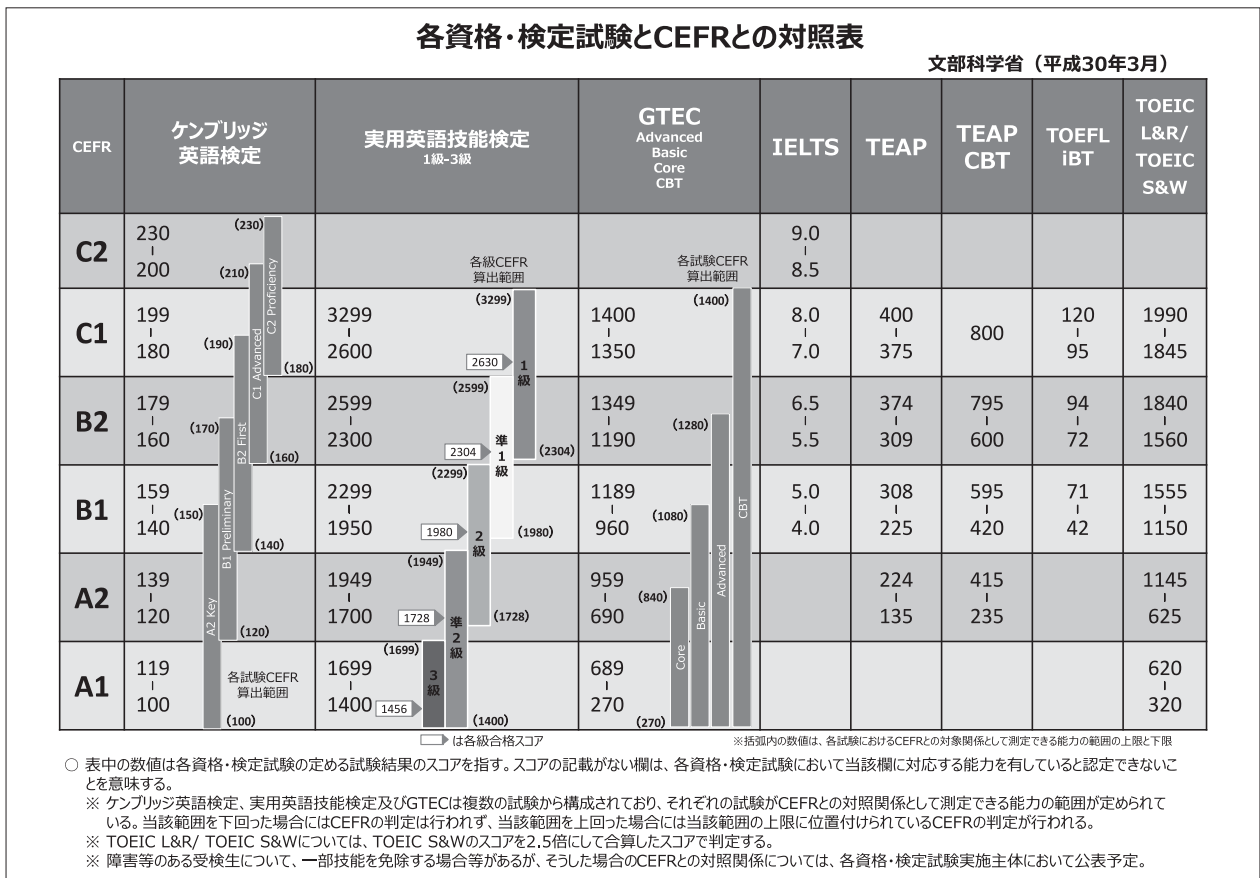 各資格・検定試験とCEFRとの対照表
文部科学省（平成30年3月）
CEFR
ケンブリッジ
英語検定
実用英語技能検定
1級-3級
GTEC
Advanced
Basic
Core
CBT
IELTS
TEAP
TEAP
CBT
TOEFL
iBT
TOEIC
L&R/
TOEIC
S&W
C2
230
200
(230)
(210)
C2 Proficiency
各級CEFR
算出範囲
各試験CEFR
算出範囲
9.0
8.5
C1
199
180
(190)
C1 Advanced
(180)
3299
2600
(3299)
2630
1級
1400
1350
(1400)
8.0
7.0
400
375
800
120
95
1990
1845
B2
179
160
(170)
B2 First
(160)
2599
2300
(2599)
2304
準1級
(2304)
1349
1190
(1280)
6.5
5.5
374
309
795
600
94
72
1840
1560
B1
159
140
(150)
B1 Preliminary
(140)
2299
1950
(2299)
1980
2級
(1980)
1189
960
(1080)
CBT
5.0
4.0
308
225
595
420
71
42
1555
1150
A2
139
120
A2 Key
(120)
1949
1700
(1949)
1728
準2級
(1728)
959
690
(840)
Basic
Advanced
224
135
415
235
1145
625
A1
119
100
各試験CEFR
算出範囲
(100)
1699
1400
(1699)
1456
3級
(1400)
689
270
(270)
Core
620
320
は各級合格スコア
※括弧内の数値は、各試験におけるCEFRとの対象関係として測定できる能力の範囲の上限と下限
○ 表中の数値は各資格・検定試験の定める試験結果のスコアを指す。スコアの記載がない欄は、各資格・検定試験において当該欄に対応する能力を有していると認定できないこ
とを意味する。
※ ケンブリッジ英語検定、実用英語技能検定及びGTECは複数の試験から構成されており、それぞれの試験がCEFRとの対照関係として測定できる能力の範囲が定められて
いる。当該範囲を下回った場合にはCEFRの判定は行われず、当該範囲を上回った場合には当該範囲の上限に位置付けられているCEFRの判定が行われる。
※ TOEIC L&R/ TOEIC S&Wについては、TOEIC S&Wのスコアを2.5倍にして合算したスコアで判定する。
※ 障害等のある受検生について、一部技能を免除する場合等があるが、そうした場合のCEFRとの対照関係については、各資格・検定試験実施主体において公表予定。